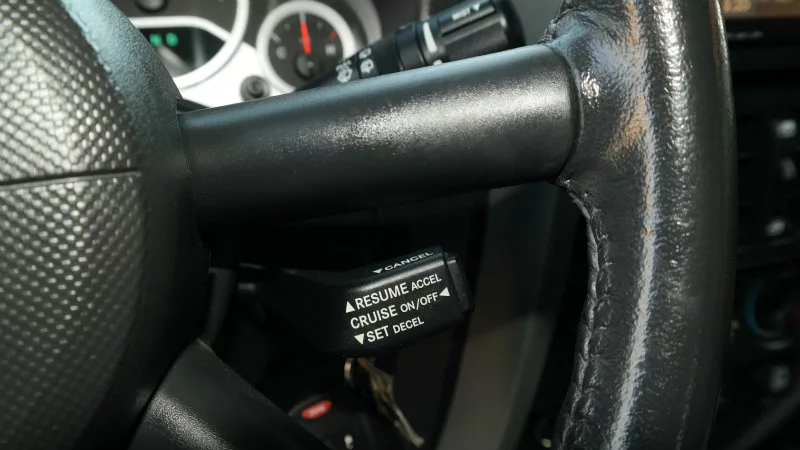 ▼CANCEL
▲RESUME ACCEL
CRUISE ON/OFF◄
▼SET DECEL